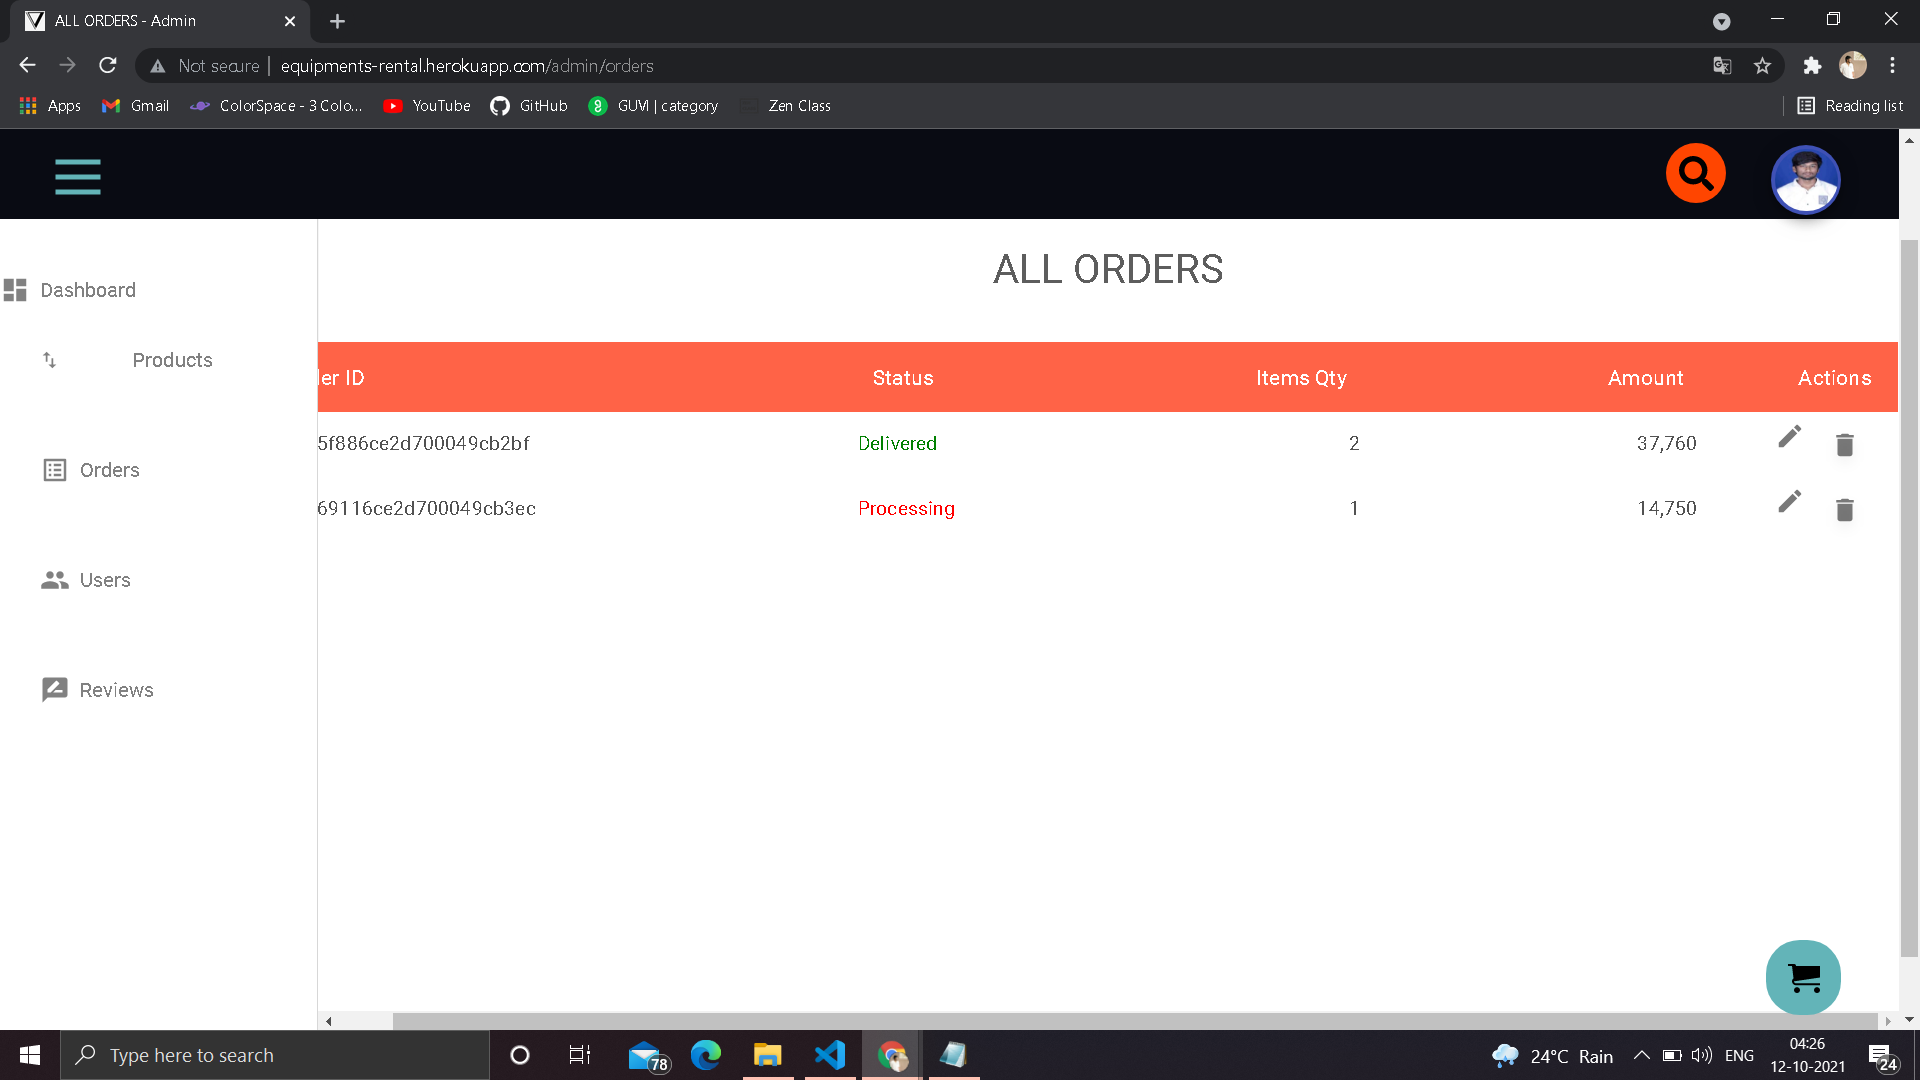 ALL ORDERS - Admin
Not secure equipments-rental.herokuapp.com/admin/orders
Apps Gmail ColorSpace - 3 Colo... YouTube GitHub GUVI | category Zen Class Reading list
ALL ORDERS
Dashboard
Products
Orders
Users
Reviews
der ID Status Items Qty Amount Actions
5f886ce2d700049cb2bf Delivered 2 37,760
69116ce2d700049cb3ec Processing 1 14,750
Type here to search
78
24°C Rain
ENG
04:26
12-10-2021
24